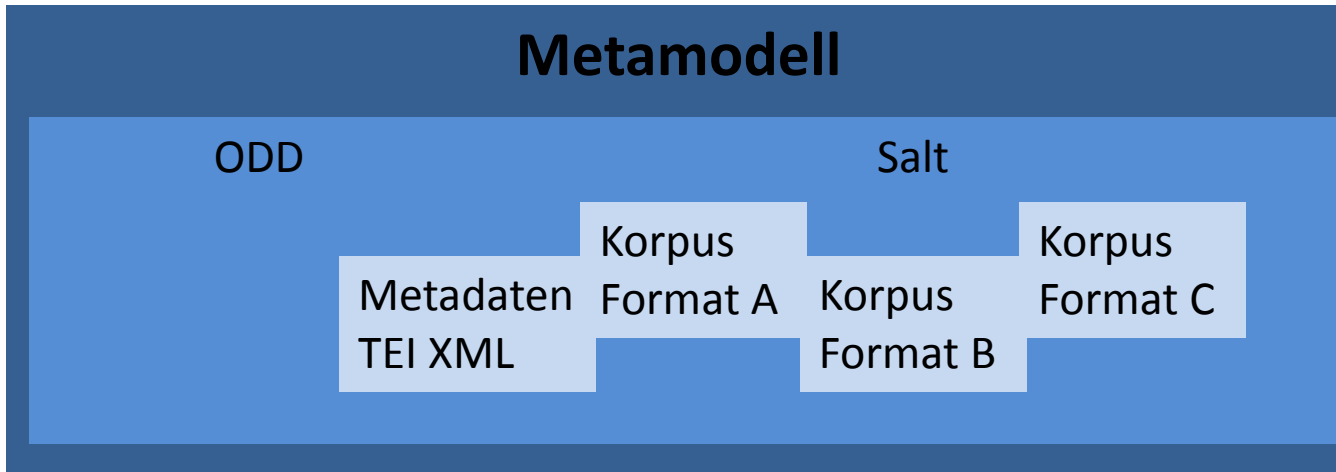 Metamodell
ODD
Salt
Metadaten
TEI XML
Korpus
Format A
Korpus
Format B
Korpus
Format C